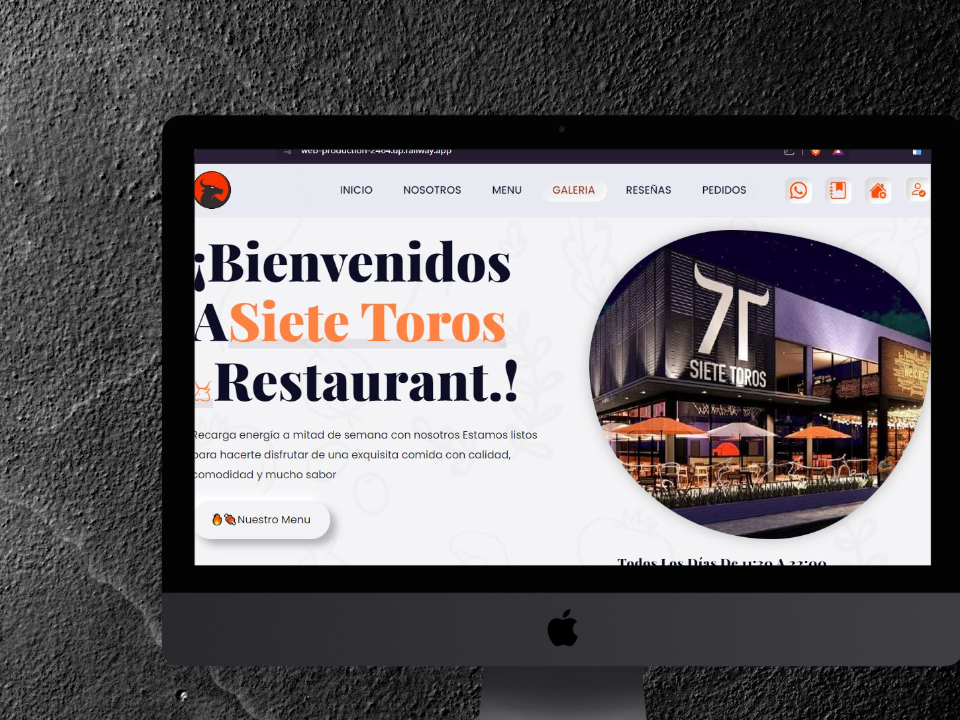 web-production-2464.up.railway.app
INICIO NOSOTROS MENU GALERIA RESEÑAS PEDIDOS
¡Bienvenidos
A Siete Toros
Restaurant.!
Recarga energía a mitad de semana con nosotros Estamos listos
para hacerte disfrutar de una exquisita comida con calidad,
comodidad y mucho sabor
Nuestro Menu
7T
SIETE TOROS
Todos Los Días De 11:30 A 22:00